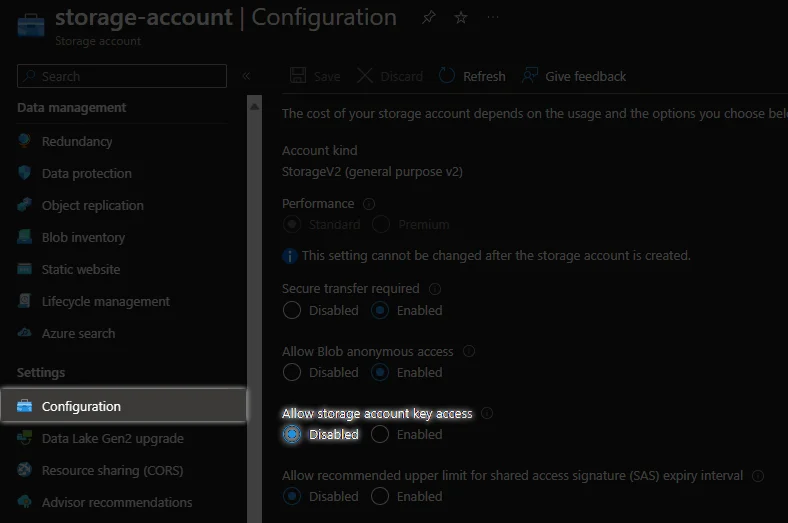 storage-account | Configuration
Storage account
Search
Data management
Redundancy
Data protection
Object replication
Blob inventory
Static website
Lifecycle management
Azure search
Settings
Configuration
Data Lake Gen2 upgrade
Resource sharing (CORS)
Advisor recommendations
Save Discard Refresh Give feedback
The cost of your storage account depends on the usage and the options you choose bel
Account kind
StorageV2 (general purpose v2)
Performance
Standard Premium
This setting cannot be changed after the storage account is created.
Secure transfer required
Disabled Enabled
Allow Blob anonymous access
Disabled Enabled
Allow storage account key access
Disabled Enabled
Allow recommended upper limit for shared access signature (SAS) expiry interval
Disabled Enabled